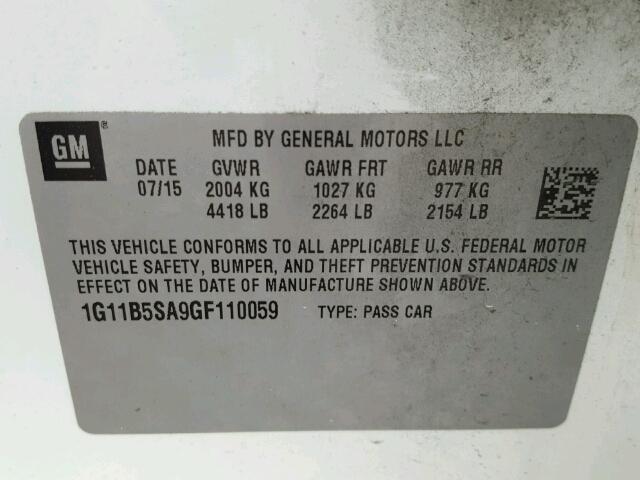 GM ®
MFD BY GENERAL MOTORS LLC
DATE GVWR GAWR FRT GAWR RR
07/15 2004 KG 1027 KG 977 KG
4418 LB 2264 LB 2154 LB
THIS VEHICLE CONFORMS TO ALL APPLICABLE U.S. FEDERAL MOTOR
VEHICLE SAFETY, BUMPER, AND THEFT PREVENTION STANDARDS IN
EFFECT ON THE DATE OF MANUFACTURE SHOWN ABOVE.
1G11B5SA9GF110059 TYPE: PASS CAR